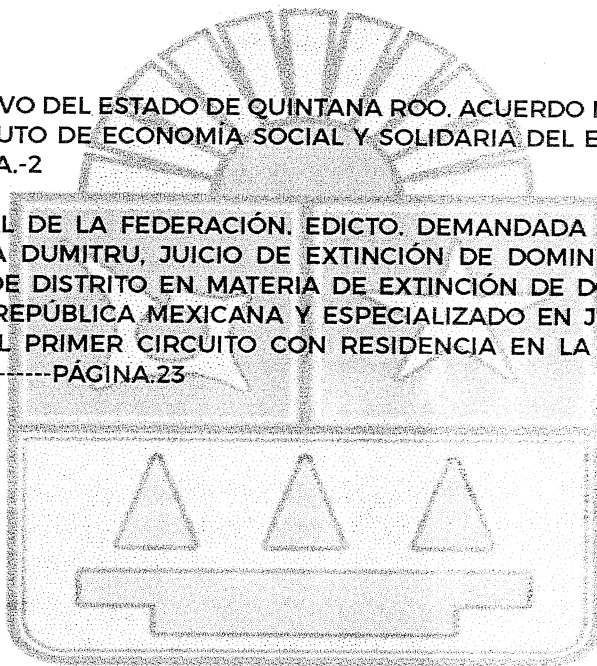 VO DEL ESTADO DE QUINTANA ROO. ACUERDO
UTO DE ECONOMÍA SOCIAL Y SOLIDARIA DEL E
A.-2
L DE LA FEDERACIÓN. EDICTO. DEMANDADA
A DUMITRU, JUICIO DE EXTINCIÓN DE DOMIN
DE DISTRITO EN MATERIA DE EXTINCIÓN DE D
REPÚBLICA MEXICANA Y ESPECIALIZADO EN J
L PRIMER CIRCUITO CON RESIDENCIA EN LA
------PÁGINA.23